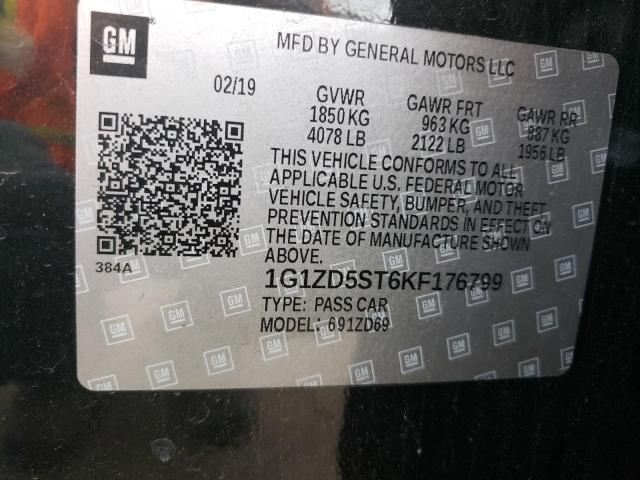 GM
MFD BY GENERAL MOTORS LLC
02/19
GVWR
1850 KG
4078 LB
GAWR FRT
963 KG
2122 LB
GAWR RR
887 KG
1956 LB
THIS VEHICLE CONFORMS TO ALL
APPLICABLE U.S. FEDERAL MOTOR
VEHICLE SAFETY, BUMPER, AND THEFT
PREVENTION STANDARDS IN EFFECT ON
THE DATE OF MANUFACTURE SHOWN
ABOVE.
384A
1G1ZD5ST6KF176799
TYPE: PASS CAR
MODEL: 691ZD69